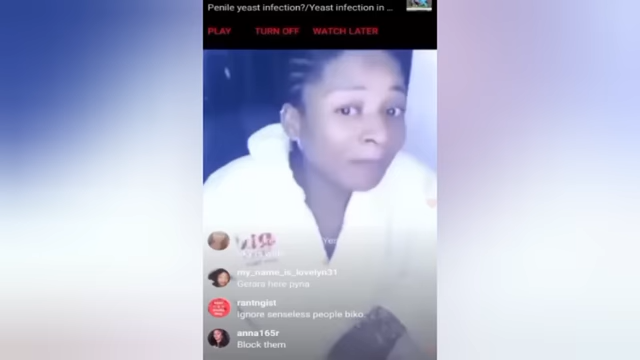 Penile yeast infection?/Yeast infection in ...
PLAY TURN OFF WATCH LATER
my_name_is_lovelyn31
Gerara here pyna
rantngist
Ignore senseless people biko.
anna165r
Block them